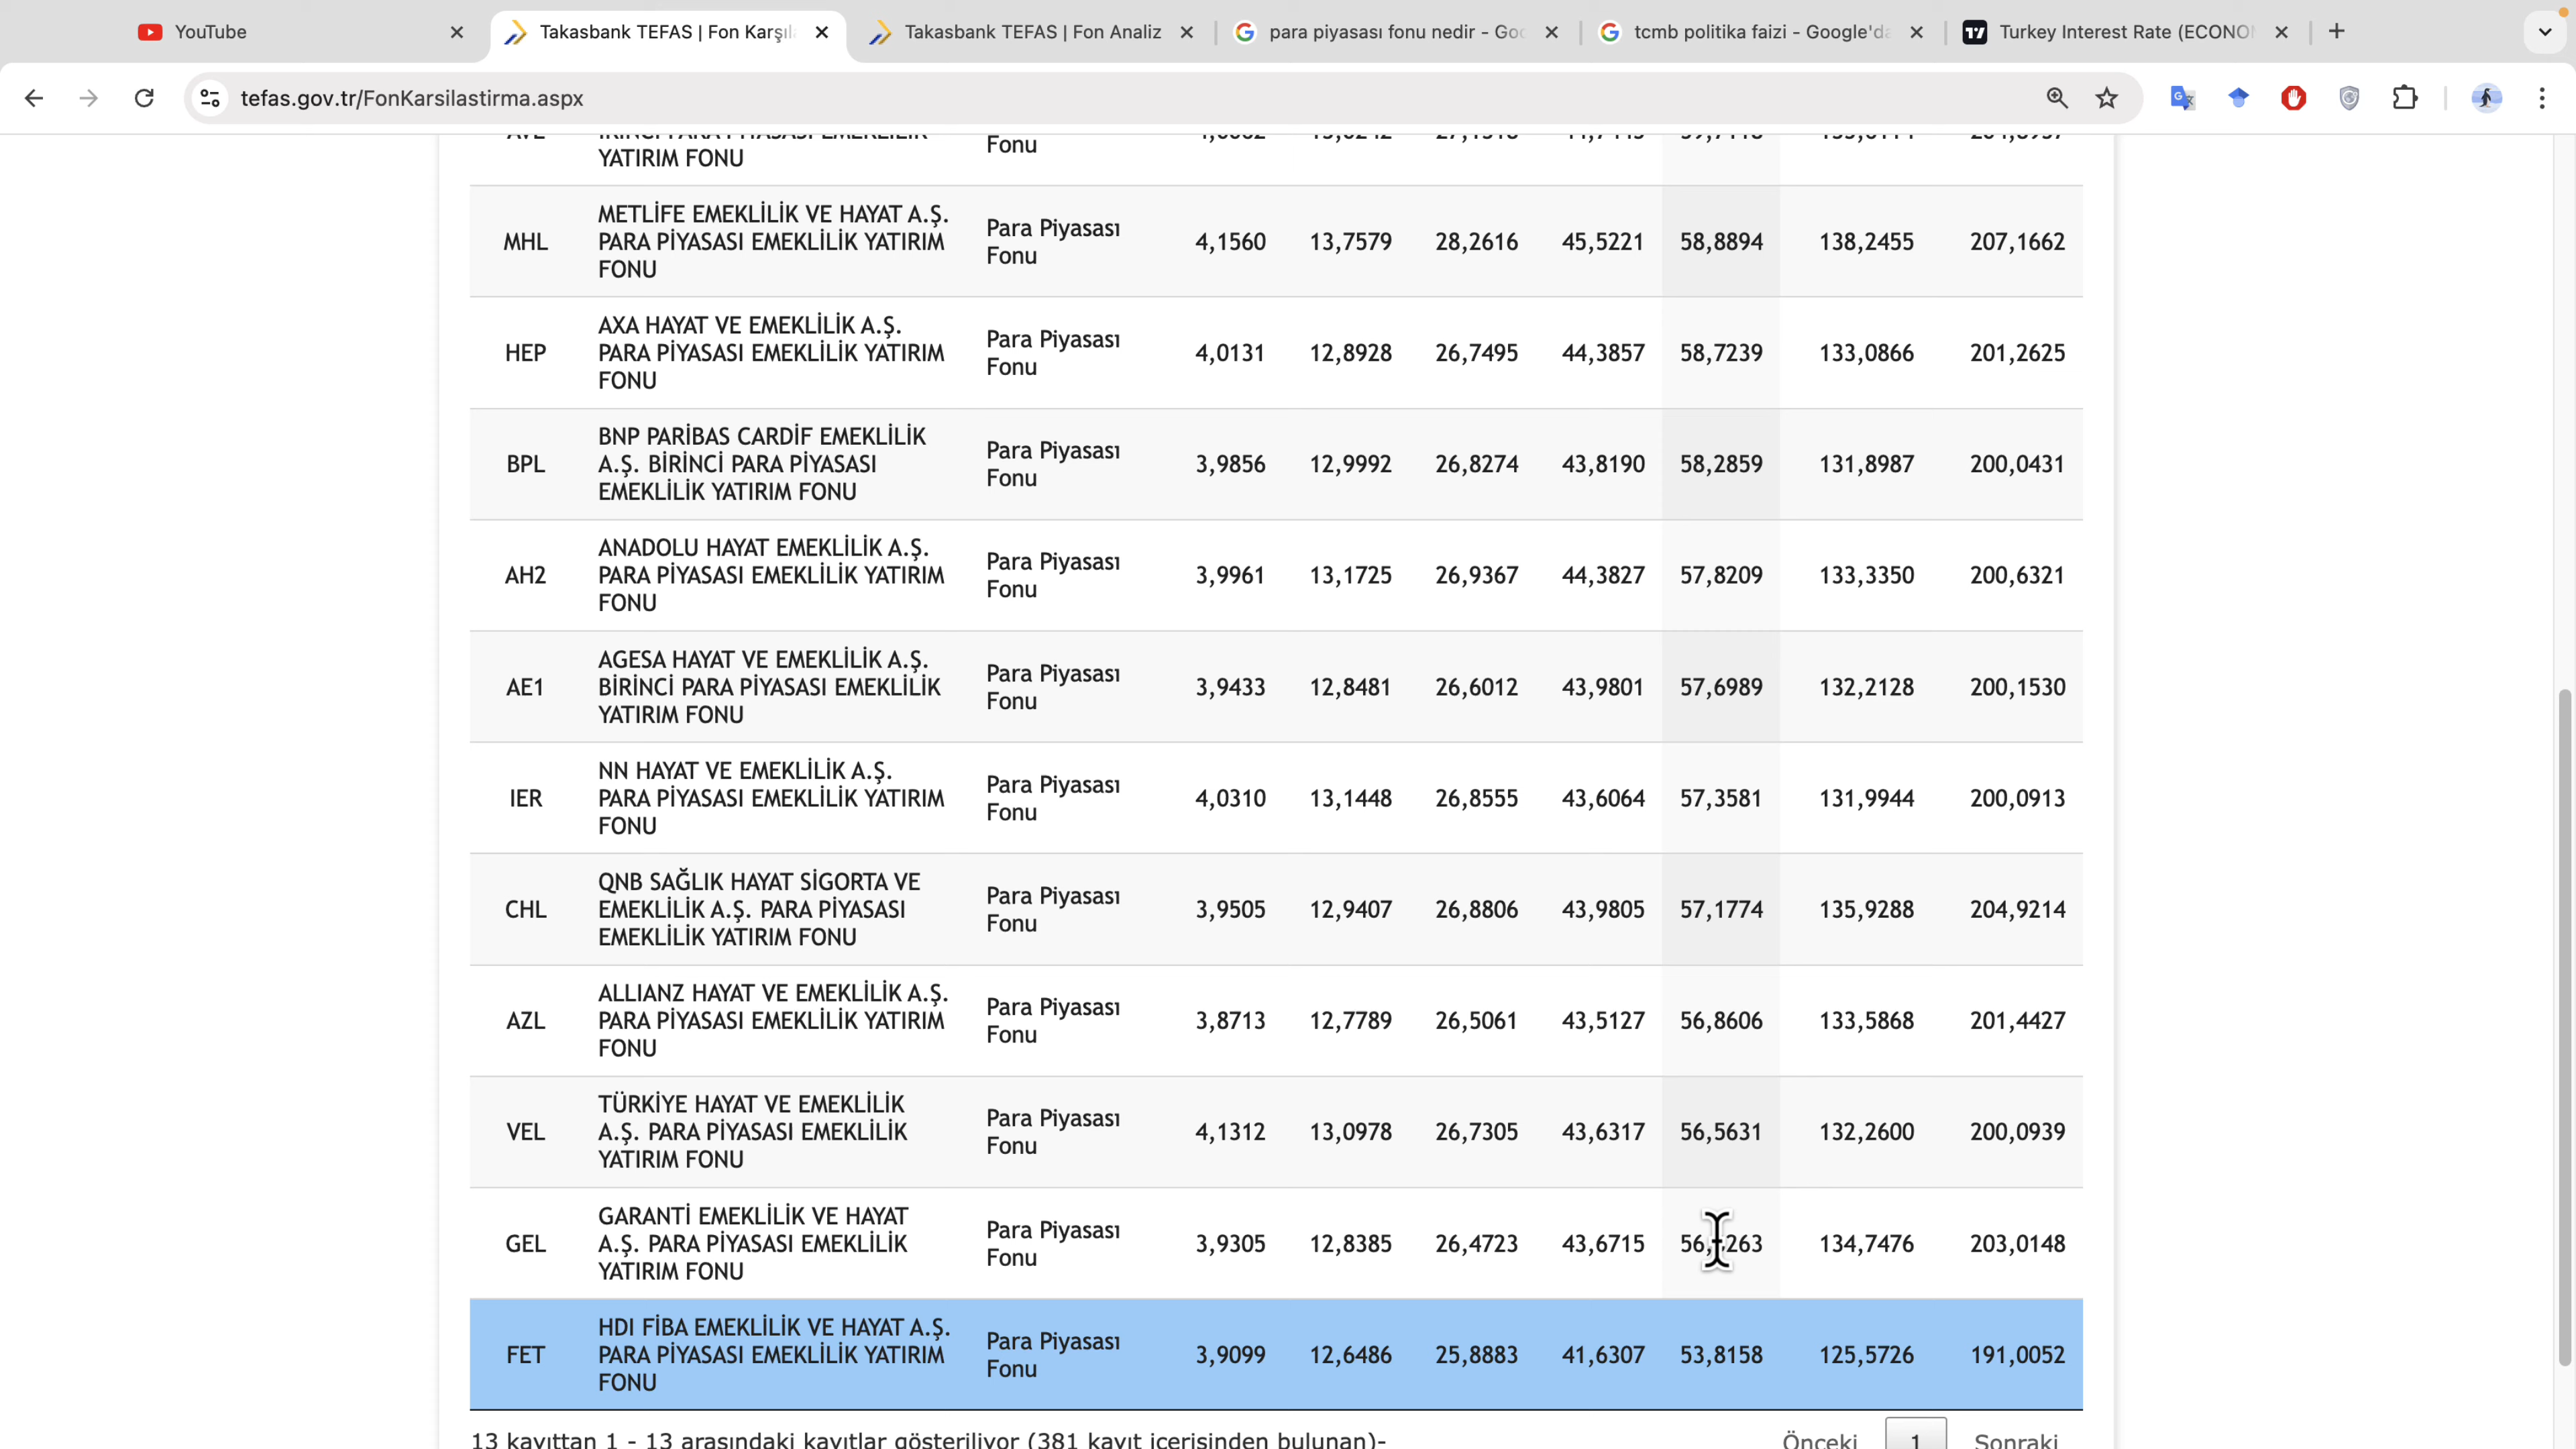 YouTube
Takasbank TEFAS | Fon Karşıla
Takasbank TEFAS | Fon Analiz
para piyasası fonu nedir - Goo
tcmb politika faizi - Google'da
Turkey Interest Rate (ECONO
tefas.gov.tr/FonKarsilastirma.aspx
YATIRIM FONU
Fonu
MHL METLİFE EMEKLİLİK VE HAYAT A.Ş. Para Piyasası 4,1560 13,7579 28,2616 45,5221 58,8894 138,2455 207,1662
PARA PİYASASI EMEKLİLİK YATIRIM Fonu
FONU
HEP AXA HAYAT VE EMEKLİLİK A.Ş. Para Piyasası 4,0131 12,8928 26,7495 44,3857 58,7239 133,0866 201,2625
PARA PİYASASI EMEKLİLİK YATIRIM Fonu
FONU
BPL BNP PARİBAS CARDİF EMEKLİLİK Para Piyasası 3,9856 12,9992 26,8274 43,8190 58,2859 131,8987 200,0431
A.Ş. BİRİNCİ PARA PİYASASI Fonu
EMEKLİLİK YATIRIM FONU
AH2 ANADOLU HAYAT EMEKLİLİK A.Ş. Para Piyasası 3,9961 13,1725 26,9367 44,3827 57,8209 133,3350 200,6321
PARA PİYASASI EMEKLİLİK YATIRIM Fonu
FONU
AE1 AGESA HAYAT VE EMEKLİLİK A.Ş. Para Piyasası 3,9433 12,8481 26,6012 43,9801 57,6989 132,2128 200,1530
BİRİNCİ PARA PİYASASI EMEKLİLİK Fonu
YATIRIM FONU
IER NN HAYAT VE EMEKLİLİK A.Ş. Para Piyasası 4,0310 13,1448 26,8555 43,6064 57,3581 131,9944 200,0913
PARA PİYASASI EMEKLİLİK YATIRIM Fonu
FONU
CHL QNB SAĞLIK HAYAT SİGORTA VE Para Piyasası 3,9505 12,9407 26,8806 43,9805 57,1774 135,9288 204,9214
EMEKLİLİK A.Ş. PARA PİYASASI Fonu
EMEKLİLİK YATIRIM FONU
AZL ALLIANZ HAYAT VE EMEKLİLİK A.Ş. Para Piyasası 3,8713 12,7789 26,5061 43,5127 56,8606 133,5868 201,4427
PARA PİYASASI EMEKLİLİK YATIRIM Fonu
FONU
VEL TÜRKİYE HAYAT VE EMEKLİLİK Para Piyasası 4,1312 13,0978 26,7305 43,6317 56,5631 132,2600 200,0939
A.Ş. PARA PİYASASI EMEKLİLİK Fonu
YATIRIM FONU
GEL GARANTİ EMEKLİLİK VE HAYAT Para Piyasası 3,9305 12,8385 26,4723 43,6715 134,7476 203,0148
A.Ş. PARA PİYASASI EMEKLİLİK Fonu
YATIRIM FONU
FET HDI FİBA EMEKLİLİK VE HAYAT A.Ş. Para Piyasası 3,9099 12,6486 25,8883 41,6307 53,8158 125,5726 191,0052
PARA PİYASASI EMEKLİLİK YATIRIM Fonu
FONU
13 kayıttan 1 - 13 arasındaki kayıtlar gösteriliyor (381 kayıt içerisinden bulunan)-
Önceki 1 Sonraki